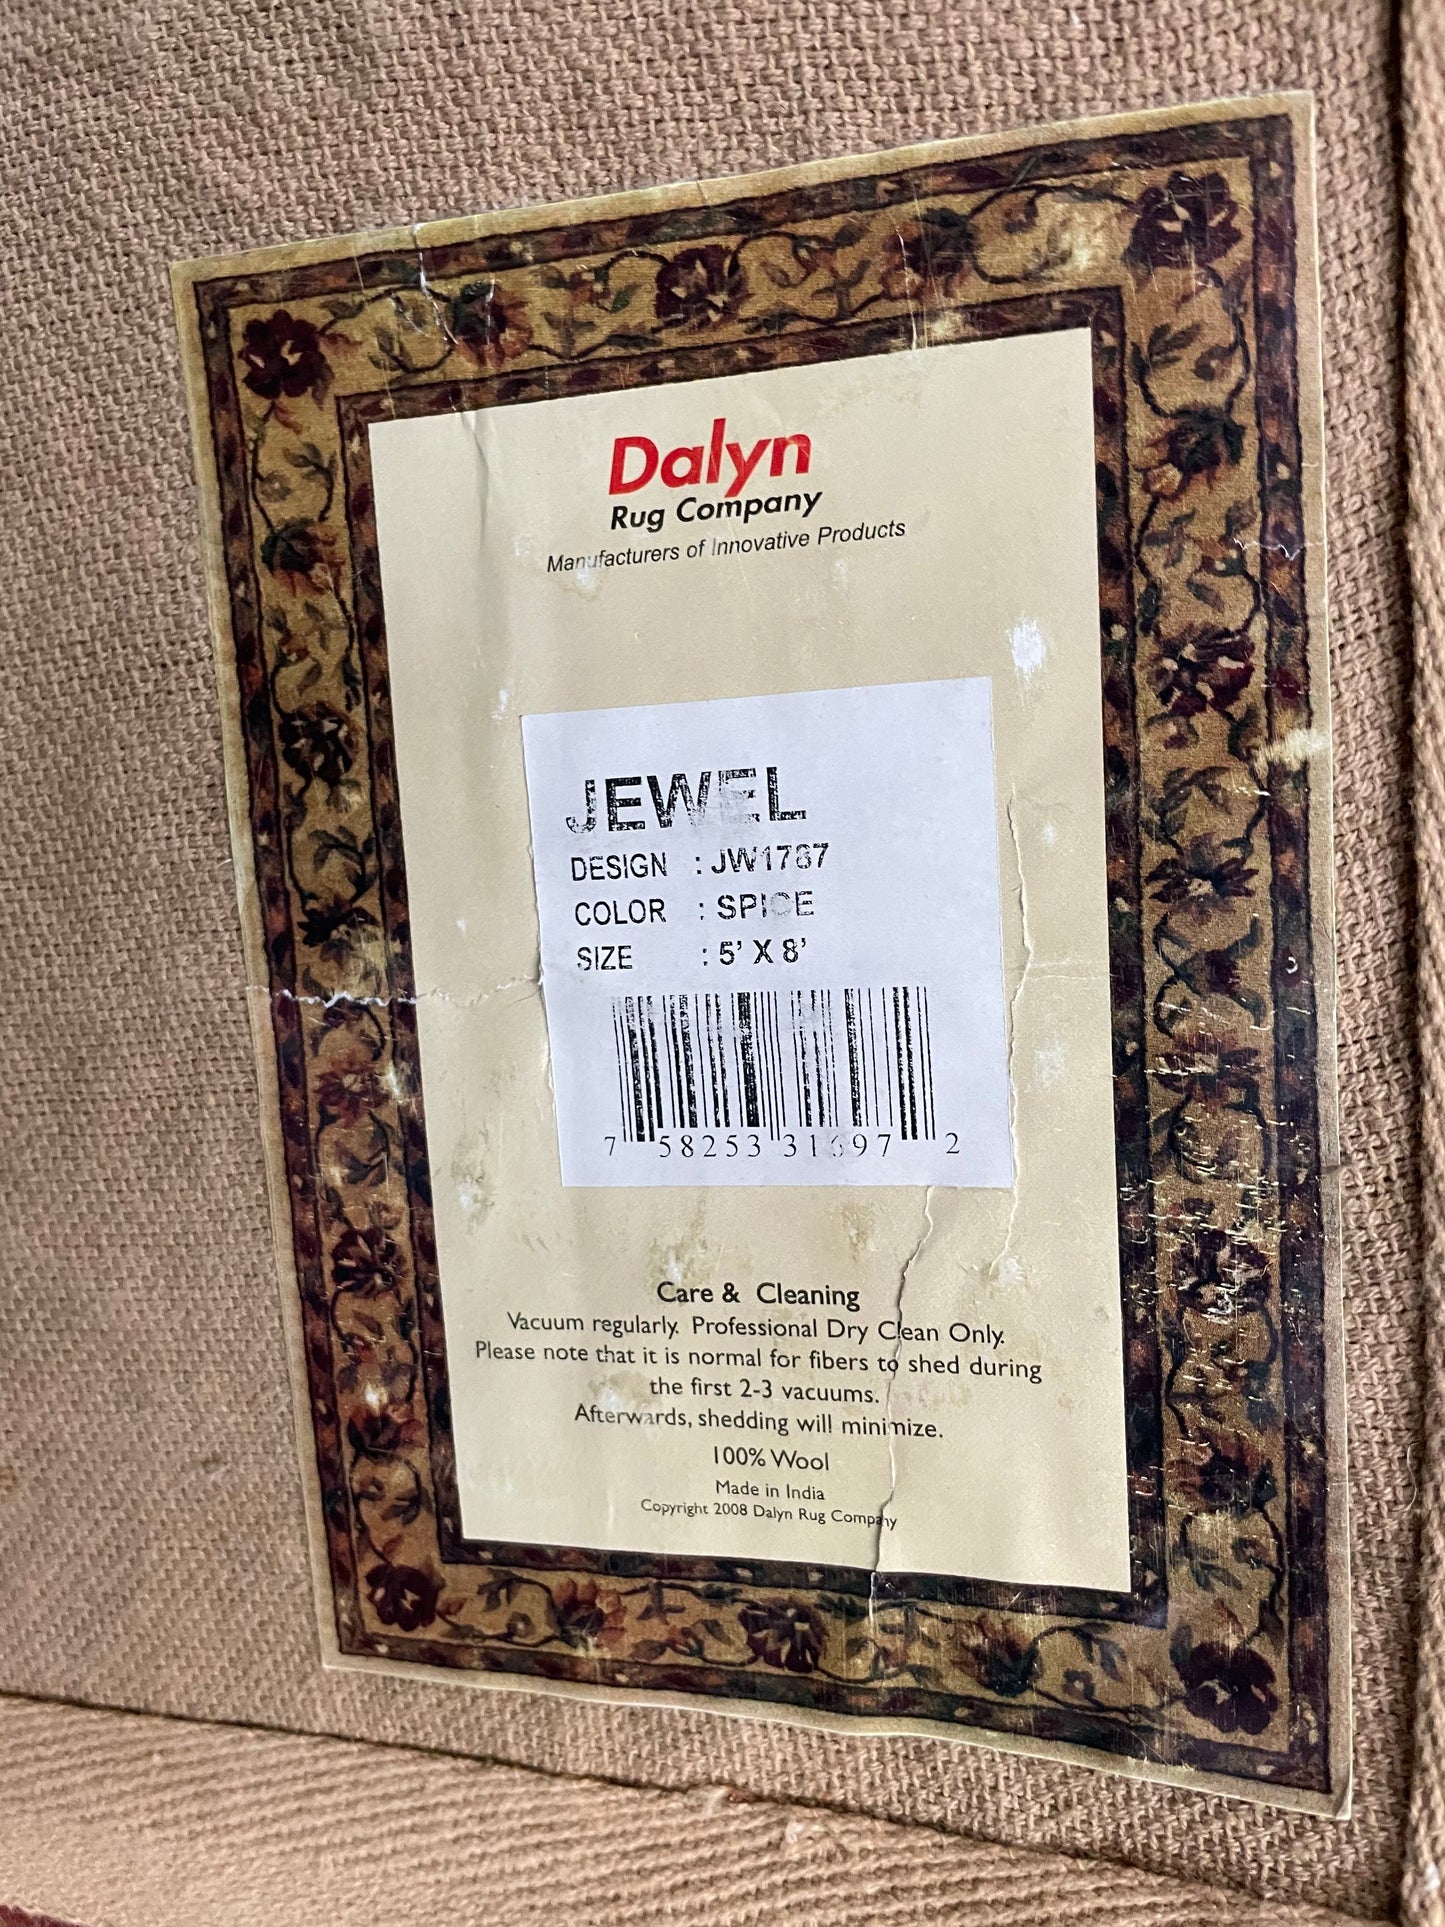 Dalyn
Rug Company
Manufacturers of Innovative Products
JEWEL
DESIGN :
COLOR : SPICE
SIZE : 5' X 8'
7 58253 31697 2
Care & Cleaning
Vacuum regularly. Professional Dry Clean Only.
Please note that it is normal for fibers to shed during
the first 2-3 vacuums.
Afterwards, shedding will minimize.
100% Wool
Made in India
Copyright 2008 Dalyn Rug Company